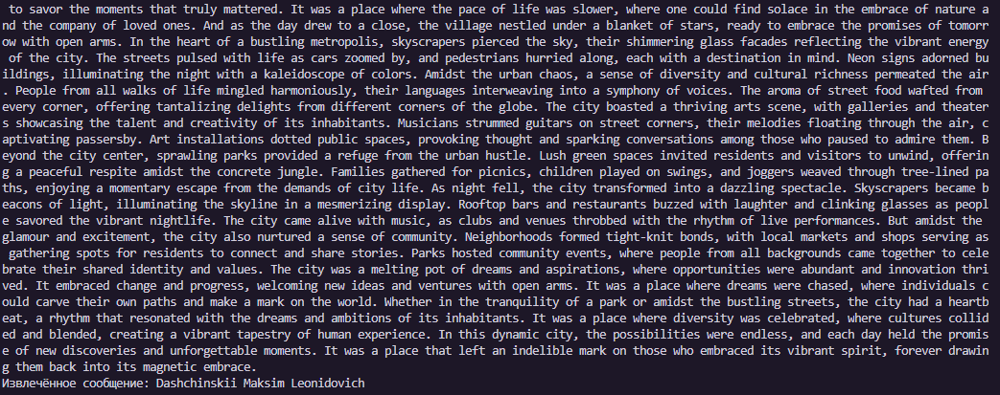 to savor the moments that truly mattered. It was a place where the pace of life was slower, where one could find solace in the embrace of nature a
nd the company of loved ones. And as the day drew to a close, the village nestled under a blanket of stars, ready to embrace the promises of tomorr
ow with open arms. In the heart of a bustling metropolis, skyscrapers pierced the sky, their shimmering glass facades reflecting the vibrant energy
 of the city. The streets pulsed with life as cars zoomed by, and pedestrians hurried along, each with a destination in mind. Neon signs adorned bu
ildings, illuminating the night with a kaleidoscope of colors. Amidst the urban chaos, a sense of diversity and cultural richness permeated the air
. People from all walks of life mingled harmoniously, their languages interweaving into a symphony of voices. The aroma of street food wafted from 
every corner, offering tantalizing delights from different corners of the globe. The city boasted a thriving arts scene, with galleries and theater
s showcasing the talent and creativity of its inhabitants. Musicians strummed guitars on street corners, their melodies floating through the air, c
aptivating passersby. Art installations dotted public spaces, provoking thought and sparking conversations among those who paused to admire them. B
eyond the city center, sprawling parks provided a refuge from the urban hustle. Lush green spaces invited residents and visitors to unwind, offerin
g a peaceful respite amidst the concrete jungle. Families gathered for picnics, children played on swings, and joggers weaved through tree-lined pa
ths, enjoying a momentary escape from the demands of city life. As night fell, the city transformed into a dazzling spectacle. Skyscrapers became b
eacons of light, illuminating the skyline in a mesmerizing display. Rooftop bars and restaurants buzzed with laughter and clinking glasses as peopl
e savored the vibrant nightlife. The city came alive with music, as clubs and venues throbbed with the rhythm of live performances. But amidst the 
glamour and excitement, the city also nurtured a sense of community. Neighborhoods formed tight-knit bonds, with local markets and shops serving as
 gathering spots for residents to connect and share stories. Parks hosted community events, where people from all backgrounds came together to cele
brate their shared identity and values. The city was a melting pot of dreams and aspirations, where opportunities were abundant and innovation thri
ved. It embraced change and progress, welcoming new ideas and ventures with open arms. It was a place where dreams were chased, where individuals c
ould carve their own paths and make a mark on the world. Whether in the tranquility of a park or amidst the bustling streets, the city had a heartb
eat, a rhythm that resonated with the dreams and ambitions of its inhabitants. It was a place where diversity was celebrated, where cultures collid
ed and blended, creating a vibrant tapestry of human experience. In this dynamic city, the possibilities were endless, and each day held the promis
e of new discoveries and unforgettable moments. It was a place that left an indelible mark on those who embraced its vibrant spirit, forever drawin
g them back into its magnetic embrace.
Извлечённое сообщение: Dashchinskii Maksim Leonidovich